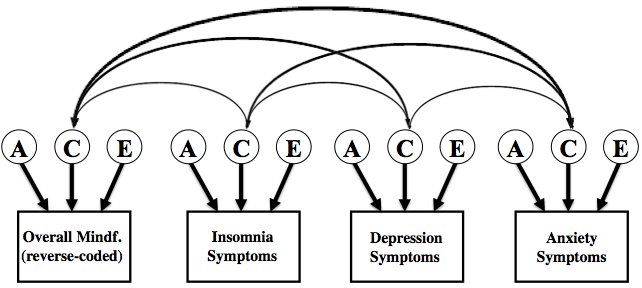 A C E A C E A C E A C E
Overall Mindf.
(reverse-coded)
Insomnia
Symptoms
Depression
Symptoms
Anxiety
Symptoms